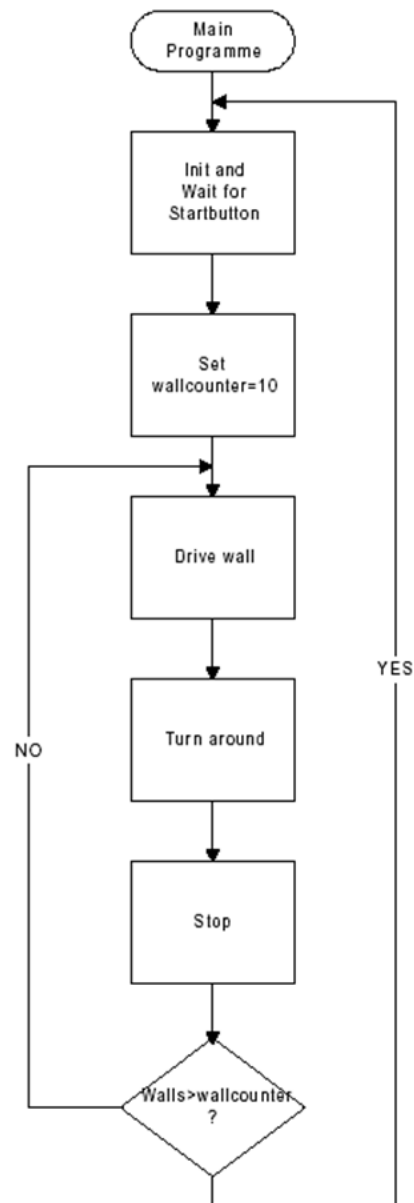 Main
Programme
Init and
Wait for
Startbutton
Set
wallcounter=10
Drive wall
YES
Turn around
NO
Stop
Walls>wallcounter
?